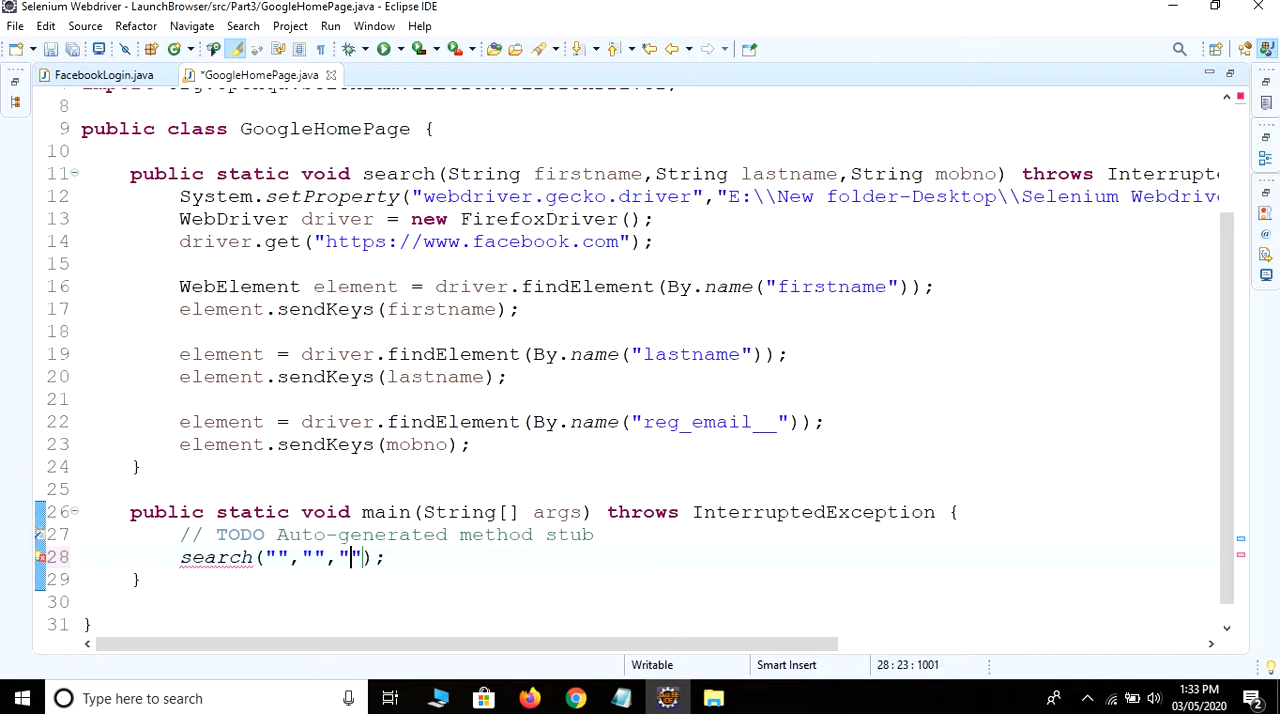 Selenium Webdriver - LaunchBrowser/src/Part3/GoogleHomePage.java - Eclipse IDE
File Edit Source Refactor Navigate Search Project Run Window Help
FacebookLogin.java *GoogleHomePage.java
8
9 public class GoogleHomePage {
10
11 public static void search(String firstname,String lastname,String mobno) throws Interrupte
12 System.setProperty("webdriver.gecko.driver","E:\\New folder-Desktop\\Selenium Webdrive
13 WebDriver driver = new FirefoxDriver();
14 driver.get("https://www.facebook.com");
15
16 WebElement element = driver.findElement(By.name("firstname"));
17 element.sendKeys(firstname);
18
19 element = driver.findElement(By.name("lastname"));
20 element.sendKeys(lastname);
21
22 element = driver.findElement(By.name("reg_email__"));
23 element.sendKeys(mobno);
24 }
25
26 public static void main(String[] args) throws InterruptedException {
27 // TODO Auto-generated method stub
28 search("","","");
29 }
30
31 }
Writable Smart Insert 28 : 23 : 1001
Type here to search
1:33 PM
03/05/2020
2